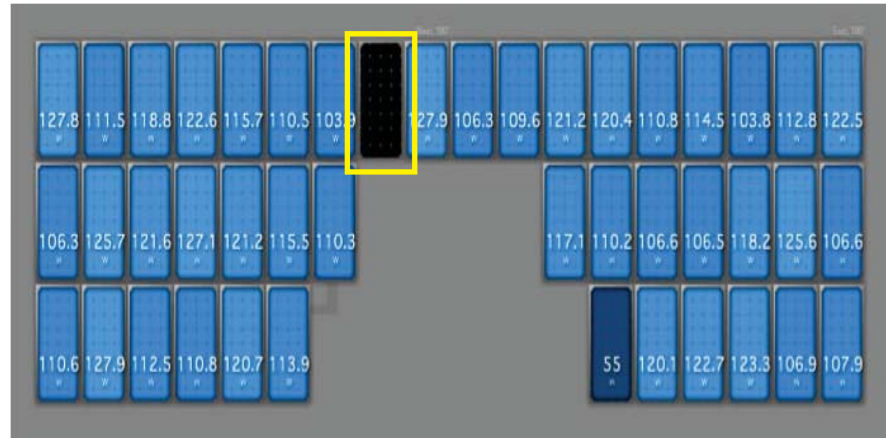 127.8 111.5 118.8 122.6 115.7 110.5 103.9 127.9 106.3 109.6 121.2 120.4 110.8 114.5 103.8 112.8 122.5
W W W W W W W W W W W W W W W W W
106.3 125.7 121.6 127.1 121.2 115.5 110.3 117.1 110.2 106.6 106.5 118.2 125.6 106.6
W W W W W W W W W W W W W W
110.6 127.9 112.5 110.8 120.7 113.9 55 120.1 122.7 123.3 106.9 107.9
W W W W W W W W W W W W